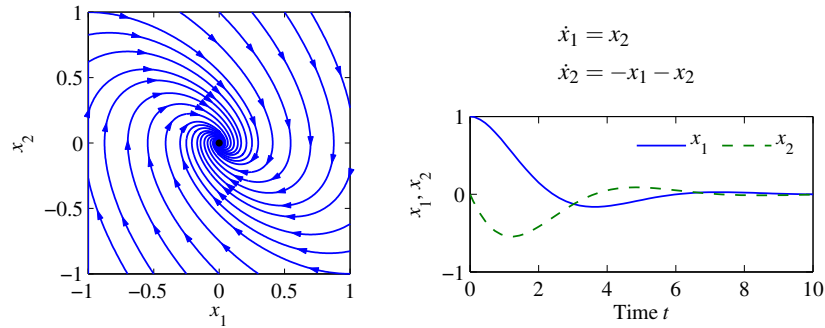 1
0.5
0
−0.5
−1
−1 −0.5 0 0.5 1
x2
x1
ẋ1 = x2
ẋ2 = −x1 − x2
1
0
−1
0 2 4 6 8 10
x1, x2
Time t
x1 x2